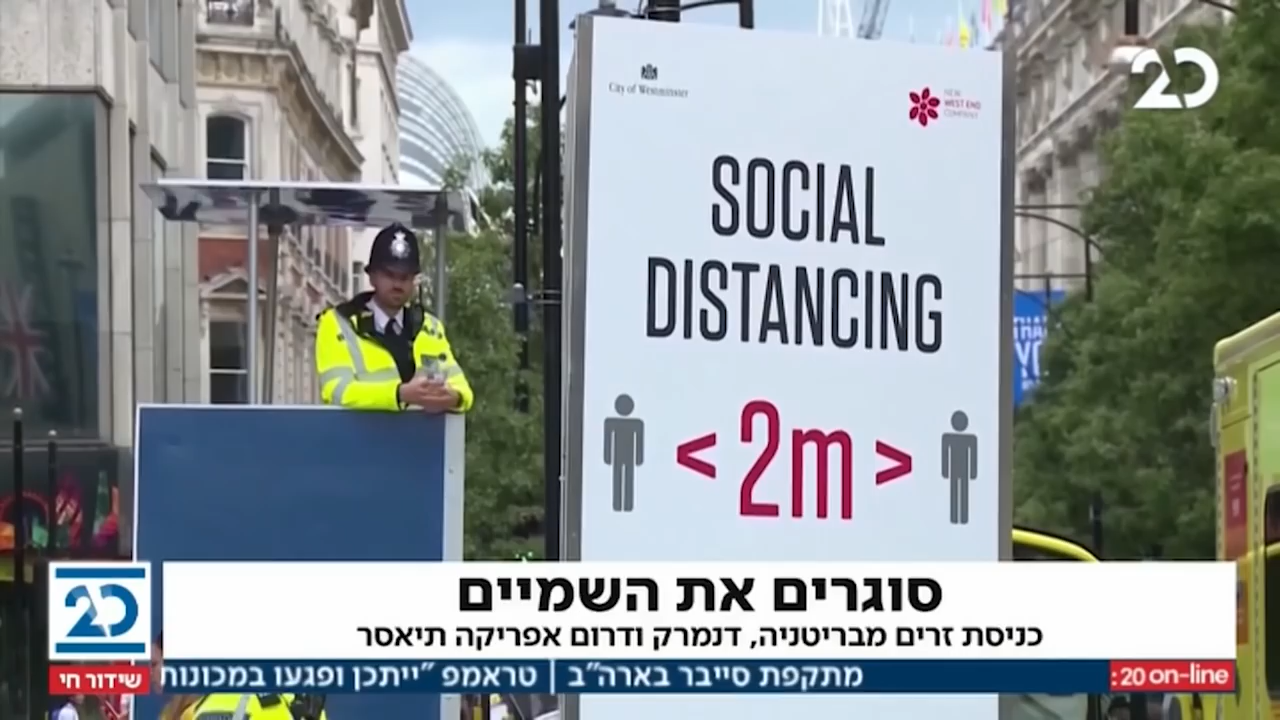 20
City of Westminster
NEW
WEST END
COMPANY
SOCIAL
DISTANCING
< 2m >
20
סוגרים את השמיים
כניסת זרים מבריטניה, דנמרק ודרום אפריקה תיאסר
:20 on-line
מתקפת סייבר בארה"ב | טראמפ "ייתכן ופגעו במכונות
שידור חי